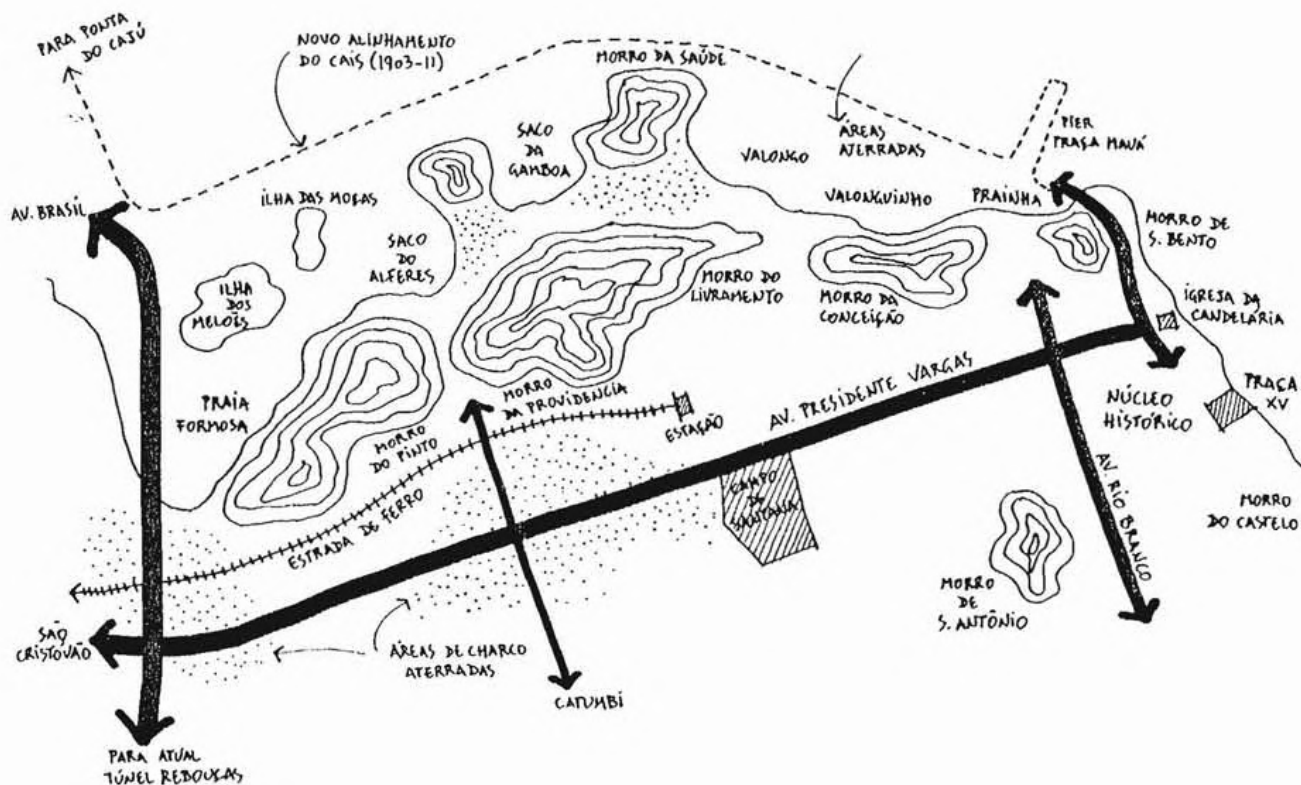 PARA PONTA
DO CAJÚ
NOVO ALINHAMENTO
DO CAIS (1903-11)
MORRO DA SAÚDE
SACO
DA
GAMBOA
ÁREAS
ATERRADAS
PIER
PRAÇA MAUÁ
VALONGO
AV. BRASIL
ILHA DAS MOÇAS
VALONGUINHO
PRAINHA
MORRO DE
S. BENTO
SACO
DO
ALFERES
ILHA
DOS
MELÕES
MORRO DO
LIVRAMENTO
MORRO DA
CONCEIÇÃO
IGREJA DA
CANDELÁRIA
PRAIA
FORMOSA
MORRO
DA PROVIDENCIA
AV. PRESIDENTE VARGAS
PRAÇA
XV
NÚCLEO
HISTÓRICO
ESTAÇÃO
MORRO
DO PINTO
ESTRADA DE FERRO
CAMPO
DE
SANTANA
AV. RIO BRANCO
MORRO
DO CASTELO
MORRO
DE
S. ANTÔNIO
SÃO
CRISTOVÃO
ÁREAS DE CHARCO
ATERRADAS
CATUMBÍ
PARA ATUAL
TÚNEL REBOUÇAS